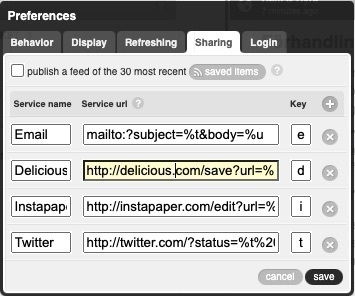 Preferences
Behavior Display Refreshing Sharing Login
publish a feed of the 30 most recent saved items ?
Service name Service url ? Key +
Email mailto:?subject=%t&body=%u e
Delicious http://delicious.com/save?url=% d
Instapap http://instapaper.com/edit?url=% i
Twitter http://twitter.com/?status=%t%20 t
cancel save